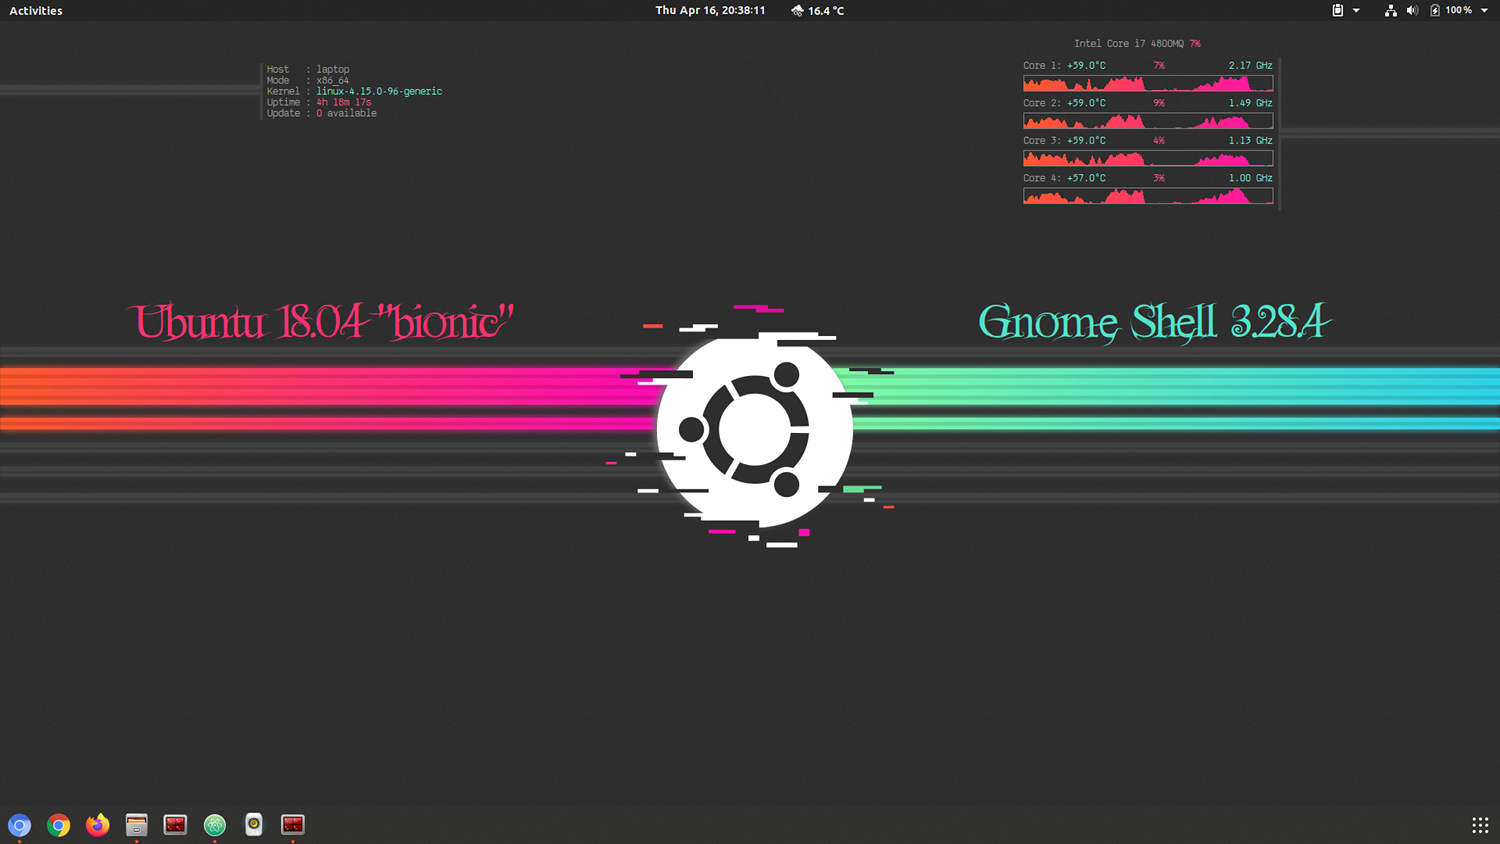 Activities
Thu Apr 16, 20:38:11 16.4 °C
100 %
Host : laptop
Mode : x86_64
Kernel : linux-4.15.0-96-generic
Uptime : 4h 18m 17s
Update : 0 available
Intel Core i7 4800MQ 7%
Core 1: +59.0°C 7% 2.17 GHz
Core 2: +59.0°C 9% 1.49 GHz
Core 3: +59.0°C 4% 1.13 GHz
Core 4: +57.0°C 3% 1.00 GHz
Ubuntu 18.04 "bionic"
Gnome Shell 3.28.4